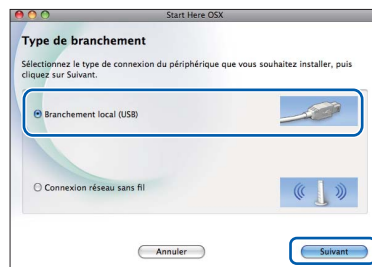 Start Here OSX
Type de branchement
Sélectionnez le type de connexion du périphérique que vous souhaitez installer, puis
cliquez sur Suivant.
Branchement local (USB)
Connexion réseau sans fil
Annuler
Suivant